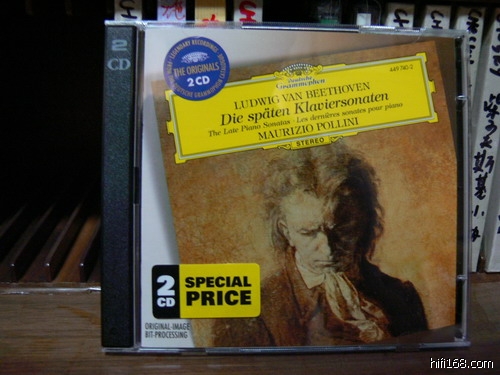 2
CD
THE ORIGINALS
2 CD
LEGENDARY RECORDINGS
Deutsche
Grammophon
449 740-2
LUDWIG VAN BEETHOVEN
Die späten Klaviersonaten
The Late Piano Sonatas · Les dernières sonates pour piano
MAURIZIO POLLINI
STEREO
2
CD
SPECIAL
PRICE
ORIGINAL-IMAGE
BIT-PROCESSING
hifi168.com